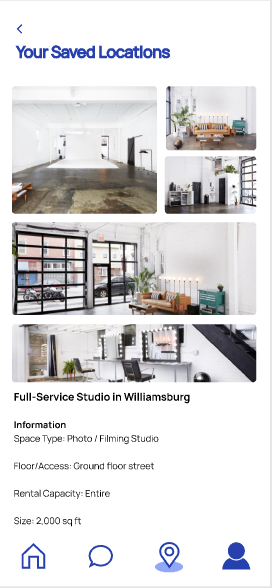 Your Saved Locations
Full-Service Studio in Williamsburg
Information
Space Type: Photo / Filming Studio
Floor/Access: Ground floor street
Rental Capacity: Entire
Size: 2,000 sq ft